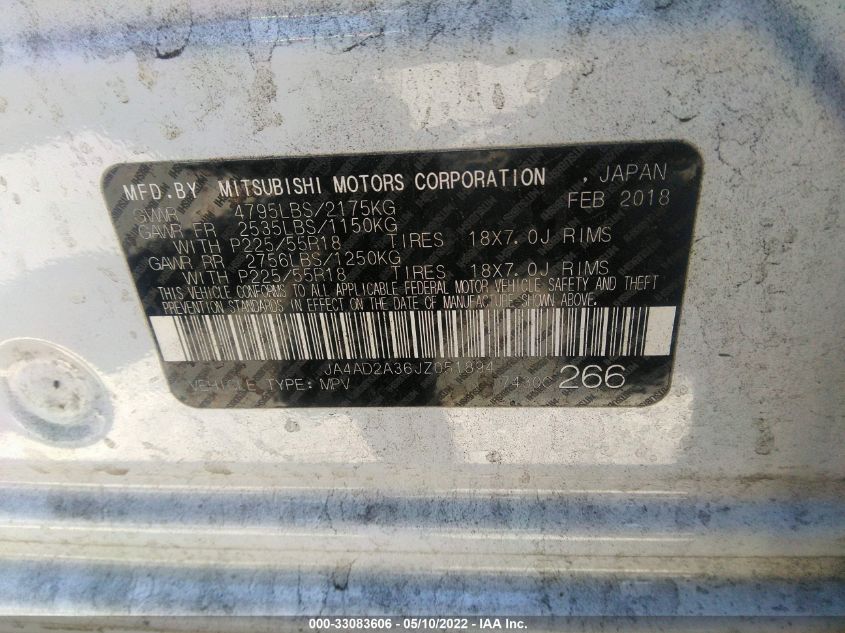 MFD.BY MITSUBISHI MOTORS CORPORATION , JAPAN
GVWR 4795LBS/2175KG FEB 2018
GAWR FR 2535LBS/1150KG
WITH P225/55R18 TIRES 18X7.0J RIMS
GAWR RR 2756LBS/1250KG
WITH P225/55R18 TIRES 18X7.0J RIMS
THIS VEHICLE CONFORMS TO ALL APPLICABLE FEDERAL MOTOR VEHICLE SAFETY AND THEFT
PREVENTION STANDARDS IN EFFECT ON THE DATE OF MANUFACTURE SHOWN ABOVE.
JA4AD2A36JZ051894
VEHICLE TYPE: MPV 7430C 266
000-33083606 - 05/10/2022 - © IAA Inc.